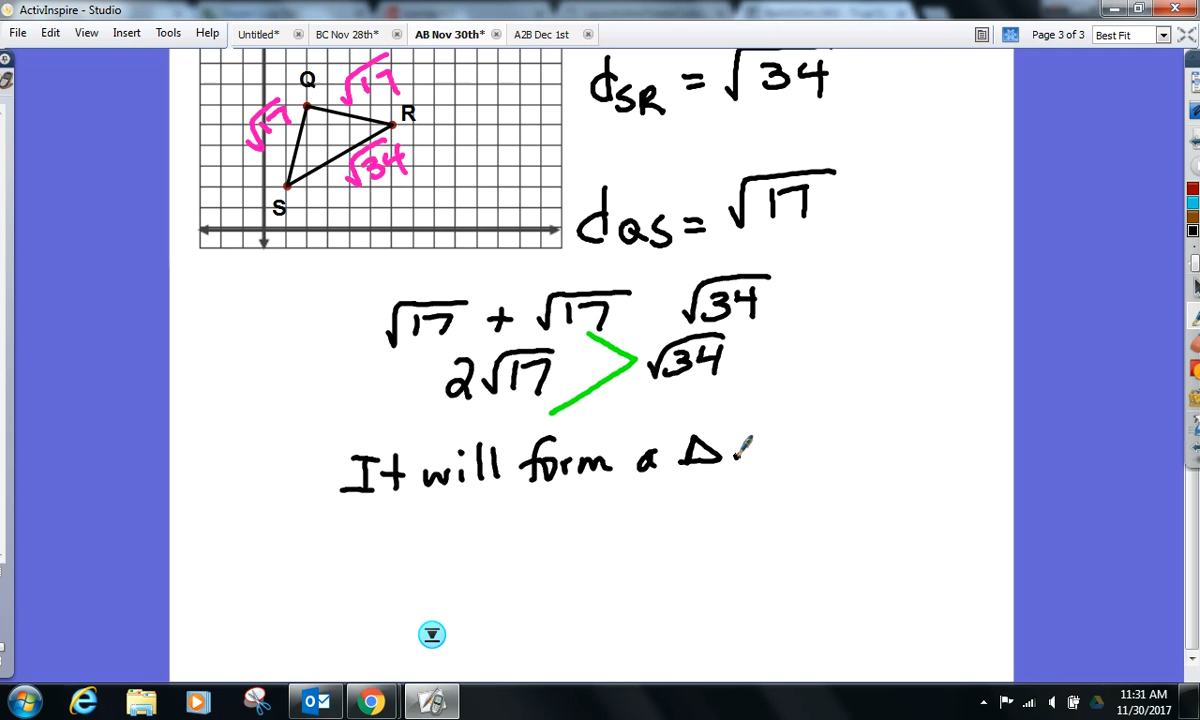 ActivInspire - Studio
File Edit View Insert Tools Help
Untitled* BC Nov 28th* AB Nov 30th* A2B Dec 1st
Page 3 of 3 Best Fit
Q
√17
R
√17
√34
S
dSR = √34
dQS = √17
√17 + √17 √34
2√17 > √34
It will form a Δ.
11:31 AM
11/30/2017